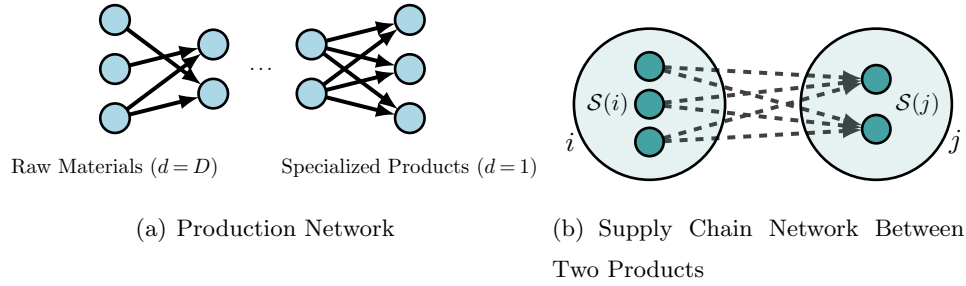 ...
Raw Materials (d = D)
Specialized Products (d = 1)
(a) Production Network
S(i)
S(j)
i
j
(b) Supply Chain Network Between
Two Products